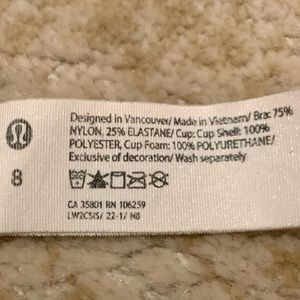 Designed in Vancouver/ Made in Vietnam/ Bra: 75%
NYLON, 25% ELASTANE/ Cup: Cup Shell: 100%
POLYESTER, Cup Foam: 100% POLYURETHANE/
Exclusive of decoration/ Wash separately
8
CA 35801 RN 106259
LW2CSIS/ 22-1/ N8